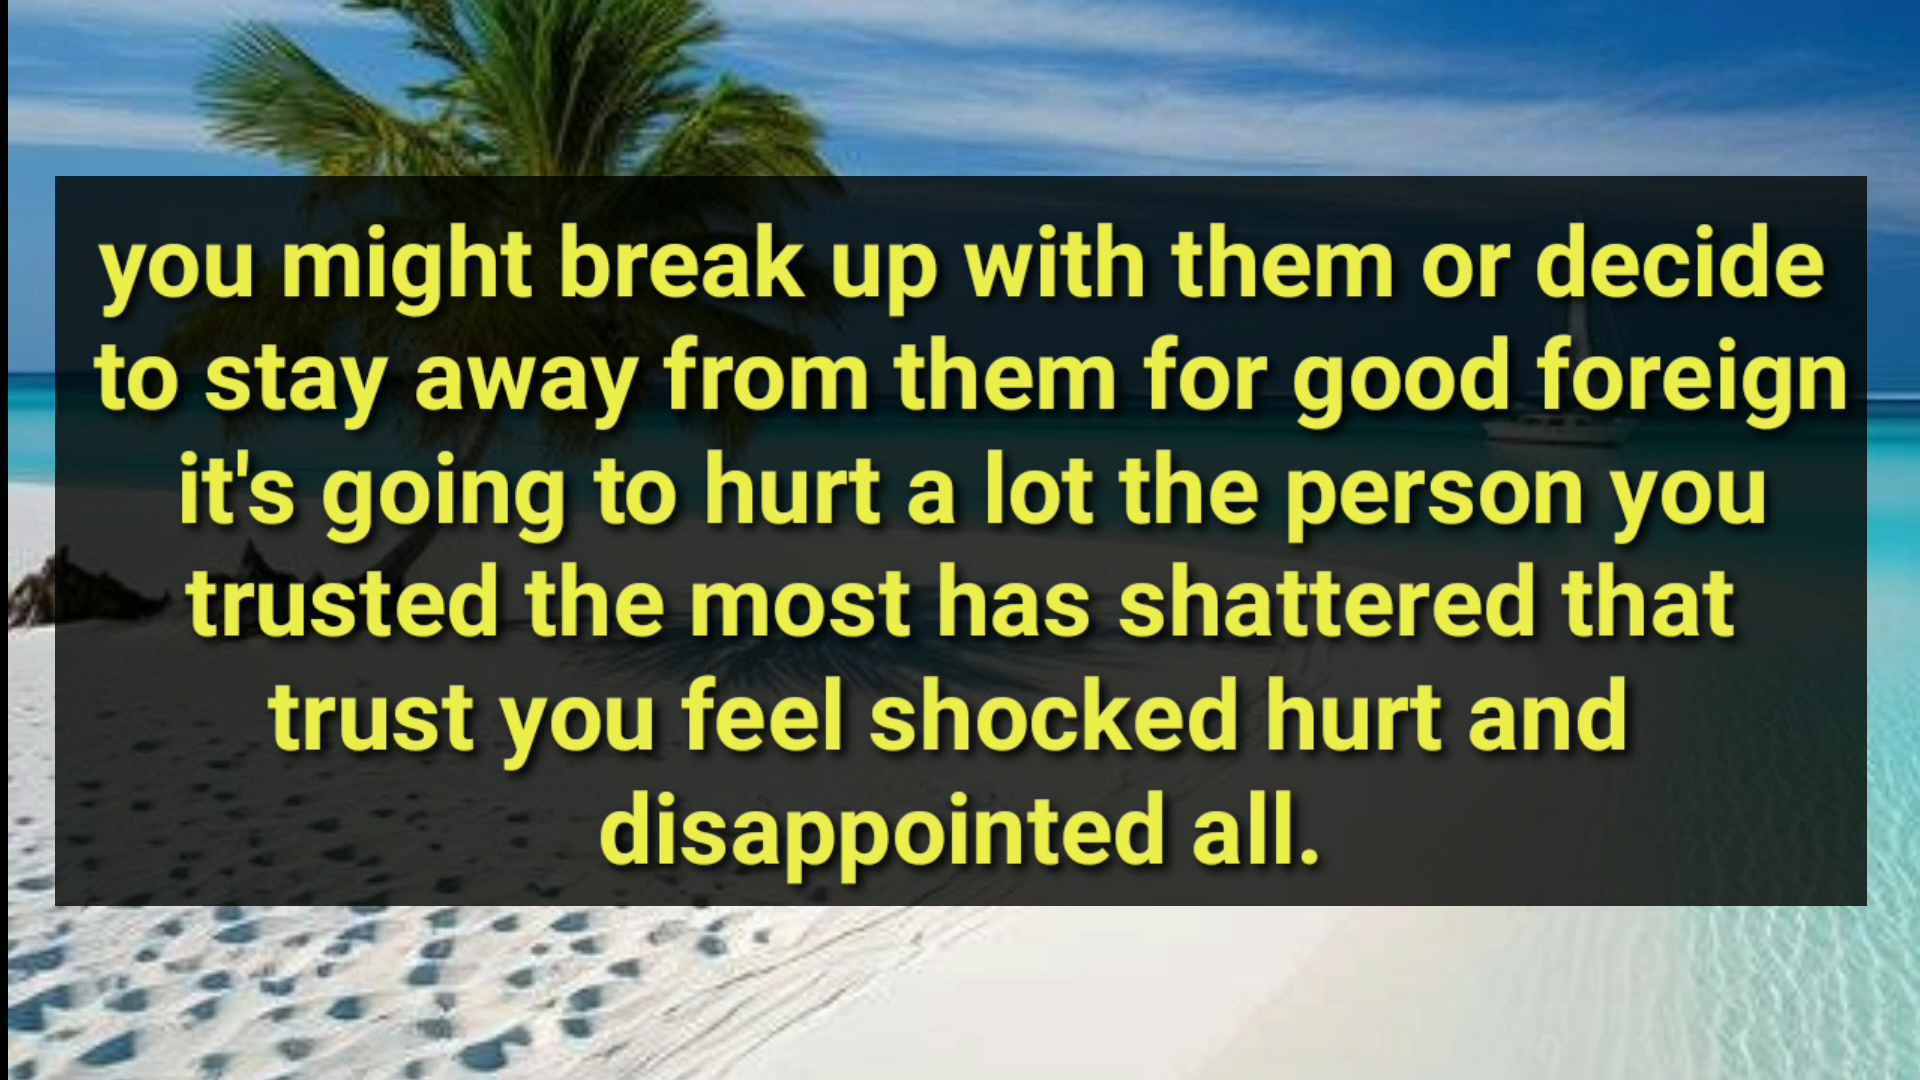 you might break up with them or decide
to stay away from them for good foreign
it's going to hurt a lot the person you
trusted the most has shattered that
trust you feel shocked hurt and
disappointed all.